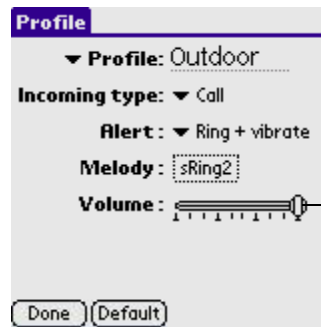 Profile
Profile: Outdoor
Incoming type: Call
Alert: Ring + vibrate
Melody: sRing2
Volume:
Done Default